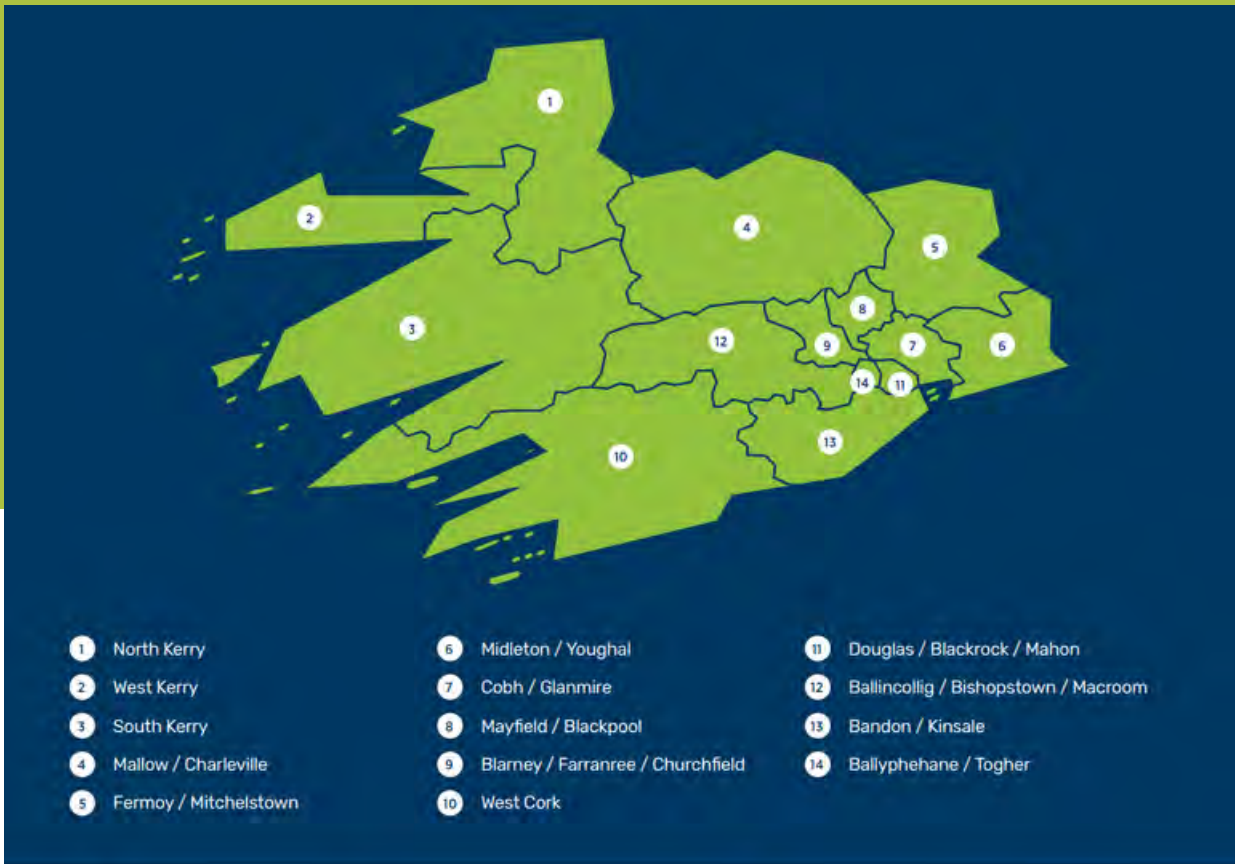 1
2
4
5
3
8
12
9
7
6
14
11
13
10
1 North Kerry
2 West Kerry
3 South Kerry
4 Mallow / Charleville
5 Fermoy / Mitchelstown
6 Midleton / Youghal
7 Cobh / Glanmire
8 Mayfield / Blackpool
9 Blarney / Farranree / Churchfield
10 West Cork
11 Douglas / Blackrock / Mahon
12 Ballincollig / Bishopstown / Macroom
13 Bandon / Kinsale
14 Ballyphehane / Togher